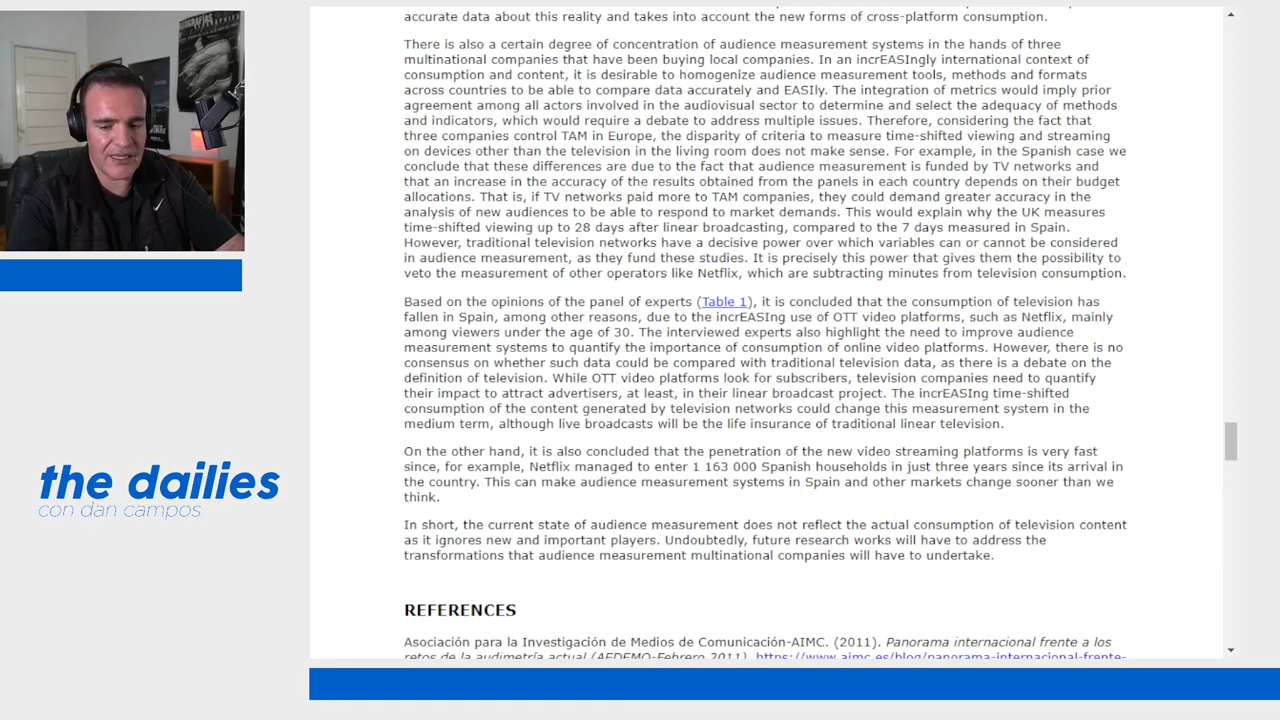 accurate data about this reality and takes into account the new forms of cross-platform consumption.
There is also a certain degree of concentration of audience measurement systems in the hands of three
multinational companies that have been buying local companies. In an incrEASIngly international context of
consumption and content, it is desirable to homogenize audience measurement tools, methods and formats
across countries to be able to compare data accurately and EASIly. The integration of metrics would imply prior
agreement among all actors involved in the audiovisual sector to determine and select the adequacy of methods
and indicators, which would require a debate to address multiple issues. Therefore, considering the fact that
three companies control TAM in Europe, the disparity of criteria to measure time-shifted viewing and streaming
on devices other than the television in the living room does not make sense. For example, in the Spanish case we
conclude that these differences are due to the fact that audience measurement is funded by TV networks and
that an increase in the accuracy of the results obtained from the panels in each country depends on their budget
allocations. That is, if TV networks paid more to TAM companies, they could demand greater accuracy in the
analysis of new audiences to be able to respond to market demands. This would explain why the UK measures
time-shifted viewing up to 28 days after linear broadcasting, compared to the 7 days measured in Spain.
However, traditional television networks have a decisive power over which variables can or cannot be considered
in audience measurement, as they fund these studies. It is precisely this power that gives them the possibility to
veto the measurement of other operators like Netflix, which are subtracting minutes from television consumption.
Based on the opinions of the panel of experts (Table 1), it is concluded that the consumption of television has
fallen in Spain, among other reasons, due to the incrEASIng use of OTT video platforms, such as Netflix, mainly
among viewers under the age of 30. The interviewed experts also highlight the need to improve audience
measurement systems to quantify the importance of consumption of online video platforms. However, there is no
consensus on whether such data could be compared with traditional television data, as there is a debate on the
definition of television. While OTT video platforms look for subscribers, television companies need to quantify
their impact to attract advertisers, at least, in their linear broadcast project. The incrEASIng time-shifted
consumption of the content generated by television networks could change this measurement system in the
medium term, although live broadcasts will be the life insurance of traditional linear television.
On the other hand, it is also concluded that the penetration of the new video streaming platforms is very fast
since, for example, Netflix managed to enter 1 163 000 Spanish households in just three years since its arrival in
the country. This can make audience measurement systems in Spain and other markets change sooner than we
think.
In short, the current state of audience measurement does not reflect the actual consumption of television content
as it ignores new and important players. Undoubtedly, future research works will have to address the
transformations that audience measurement multinational companies will have to undertake.
REFERENCES
Asociación para la Investigación de Medios de Comunicación-AIMC. (2011). Panorama internacional frente a los
retos de la audimetría actual (AEDEMO-Febrero 2011). https://www.aimc.es/blog/panorama-internacional-frente-
the dailies
con dan campos